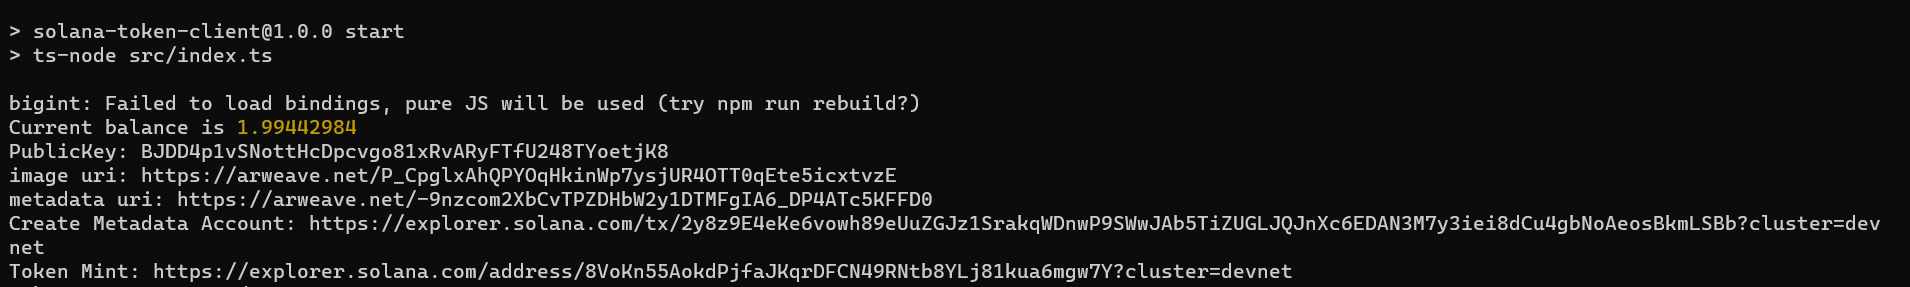 > solana-token-client@1.0.0 start
> ts-node src/index.ts
bigint: Failed to load bindings, pure JS will be used (try npm run rebuild?)
Current balance is 1.99442984
PublicKey: BJDD4p1vSNottHcDpcvgo81xRvARyFTfU248TYoetjK8
image uri: https://arweave.net/P_CpglxAhQPYOqHkinWp7ysjUR4OTT0qEte5icxtvzE
metadata uri: https://arweave.net/-9nzcom2XbCvTPZDHbW2y1DTMFgIA6_DP4ATc5KFFD0
Create Metadata Account: https://explorer.solana.com/tx/2y8z9E4eKe6vowh89eUuZGJz1SrakqWDnwP9SWwJAb5TiZUGLJQJnXc6EDAN3M7y3iei8dCu4gbNoAeosBkmLSBb?cluster=dev
net
Token Mint: https://explorer.solana.com/address/8VoKn55AokdPjfaJKqrDFCN49RNtb8YLj81kua6mgw7Y?cluster=devnet